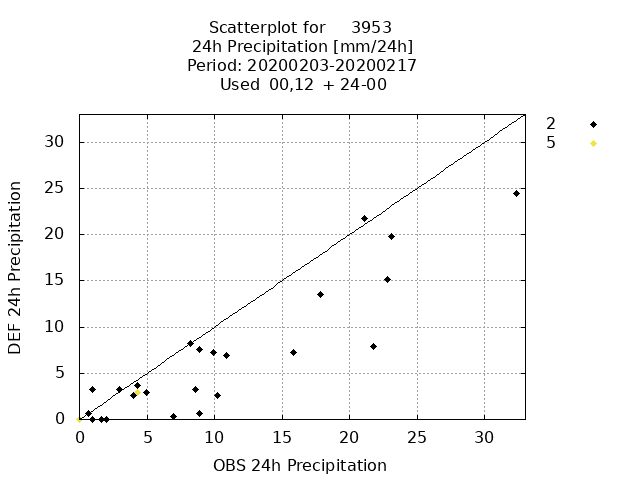 Scatterplot for 3953
24h Precipitation [mm/24h]
Period: 20200203-20200217
Used 00,12 + 24-00
2
5
30
25
20
15
10
5
0
DEF 24h Precipitation
0 5 10 15 20 25 30
OBS 24h Precipitation